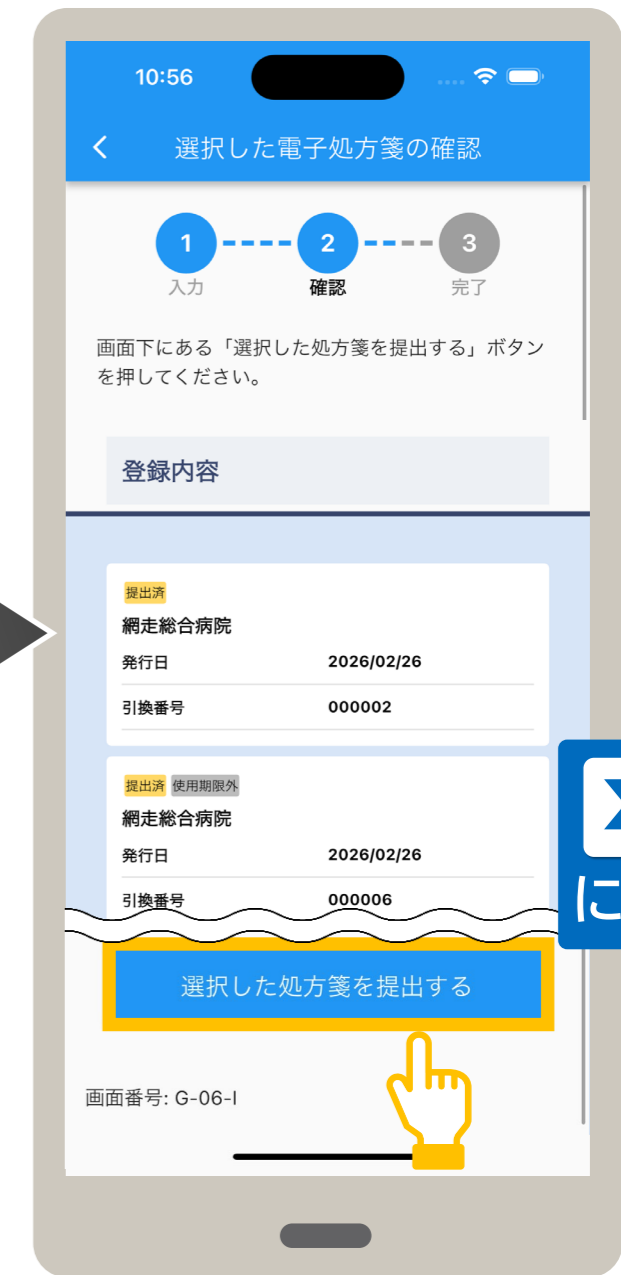 10:56
選択した電子処方箋の確認
1 2 3
入力 確認 完了
画面下にある「選択した処方箋を提出する」ボタン
を押してください。
登録内容
提出済
網走総合病院
発行日 2026/02/26
引換番号 000002
提出済 使用期限外
網走総合病院
発行日 2026/02/26
引換番号 000006
に
選択した処方箋を提出する
画面番号: G-06-I